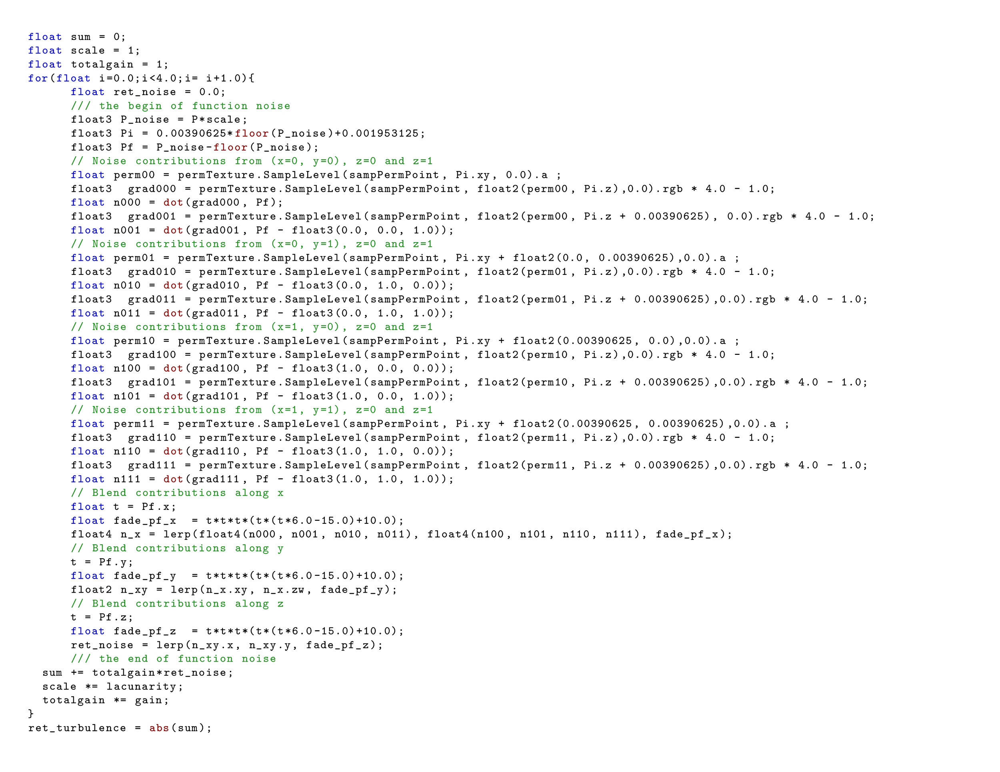 float sum = 0;
float scale = 1;
float totalgain = 1;
for(float i=0.0;i<4.0;i= i+1.0){
      float ret_noise = 0.0;
      /// the begin of function noise
      float3 P_noise = P*scale;
      float3 Pi = 0.00390625*floor(P_noise)+0.001953125;
      float3 Pf = P_noise-floor(P_noise);
      // Noise contributions from (x=0, y=0), z=0 and z=1
      float perm00 = permTexture.SampleLevel(sampPermPoint, Pi.xy, 0.0).a ;
      float3  grad000 = permTexture.SampleLevel(sampPermPoint, float2(perm00, Pi.z),0.0).rgb * 4.0 - 1.0;
      float n000 = dot(grad000, Pf);
      float3  grad001 = permTexture.SampleLevel(sampPermPoint, float2(perm00, Pi.z + 0.00390625), 0.0).rgb * 4.0 - 1.0;
      float n001 = dot(grad001, Pf - float3(0.0, 0.0, 1.0));
      // Noise contributions from (x=0, y=1), z=0 and z=1
      float perm01 = permTexture.SampleLevel(sampPermPoint, Pi.xy + float2(0.0, 0.00390625),0.0).a ;
      float3  grad010 = permTexture.SampleLevel(sampPermPoint, float2(perm01, Pi.z),0.0).rgb * 4.0 - 1.0;
      float n010 = dot(grad010, Pf - float3(0.0, 1.0, 0.0));
      float3  grad011 = permTexture.SampleLevel(sampPermPoint, float2(perm01, Pi.z + 0.00390625),0.0).rgb * 4.0 - 1.0;
      float n011 = dot(grad011, Pf - float3(0.0, 1.0, 1.0));
      // Noise contributions from (x=1, y=0), z=0 and z=1
      float perm10 = permTexture.SampleLevel(sampPermPoint, Pi.xy + float2(0.00390625, 0.0),0.0).a ;
      float3  grad100 = permTexture.SampleLevel(sampPermPoint, float2(perm10, Pi.z),0.0).rgb * 4.0 - 1.0;
      float n100 = dot(grad100, Pf - float3(1.0, 0.0, 0.0));
      float3  grad101 = permTexture.SampleLevel(sampPermPoint, float2(perm10, Pi.z + 0.00390625),0.0).rgb * 4.0 - 1.0;
      float n101 = dot(grad101, Pf - float3(1.0, 0.0, 1.0));
      // Noise contributions from (x=1, y=1), z=0 and z=1
      float perm11 = permTexture.SampleLevel(sampPermPoint, Pi.xy + float2(0.00390625, 0.00390625),0.0).a ;
      float3  grad110 = permTexture.SampleLevel(sampPermPoint, float2(perm11, Pi.z),0.0).rgb * 4.0 - 1.0;
      float n110 = dot(grad110, Pf - float3(1.0, 1.0, 0.0));
      float3  grad111 = permTexture.SampleLevel(sampPermPoint, float2(perm11, Pi.z + 0.00390625),0.0).rgb * 4.0 - 1.0;
      float n111 = dot(grad111, Pf - float3(1.0, 1.0, 1.0));
      // Blend contributions along x
      float t = Pf.x;
      float fade_pf_x  = t*t*t*(t*(t*6.0-15.0)+10.0);
      float4 n_x = lerp(float4(n000, n001, n010, n011), float4(n100, n101, n110, n111), fade_pf_x);
      // Blend contributions along y
      t = Pf.y;
      float fade_pf_y  = t*t*t*(t*(t*6.0-15.0)+10.0);
      float2 n_xy = lerp(n_x.xy, n_x.zw, fade_pf_y);
      // Blend contributions along z
      t = Pf.z;
      float fade_pf_z  = t*t*t*(t*(t*6.0-15.0)+10.0);
      ret_noise = lerp(n_xy.x, n_xy.y, fade_pf_z);
      /// the end of function noise
  sum += totalgain*ret_noise;
  scale *= lacunarity;
  totalgain *= gain;
}
ret_turbulence = abs(sum);